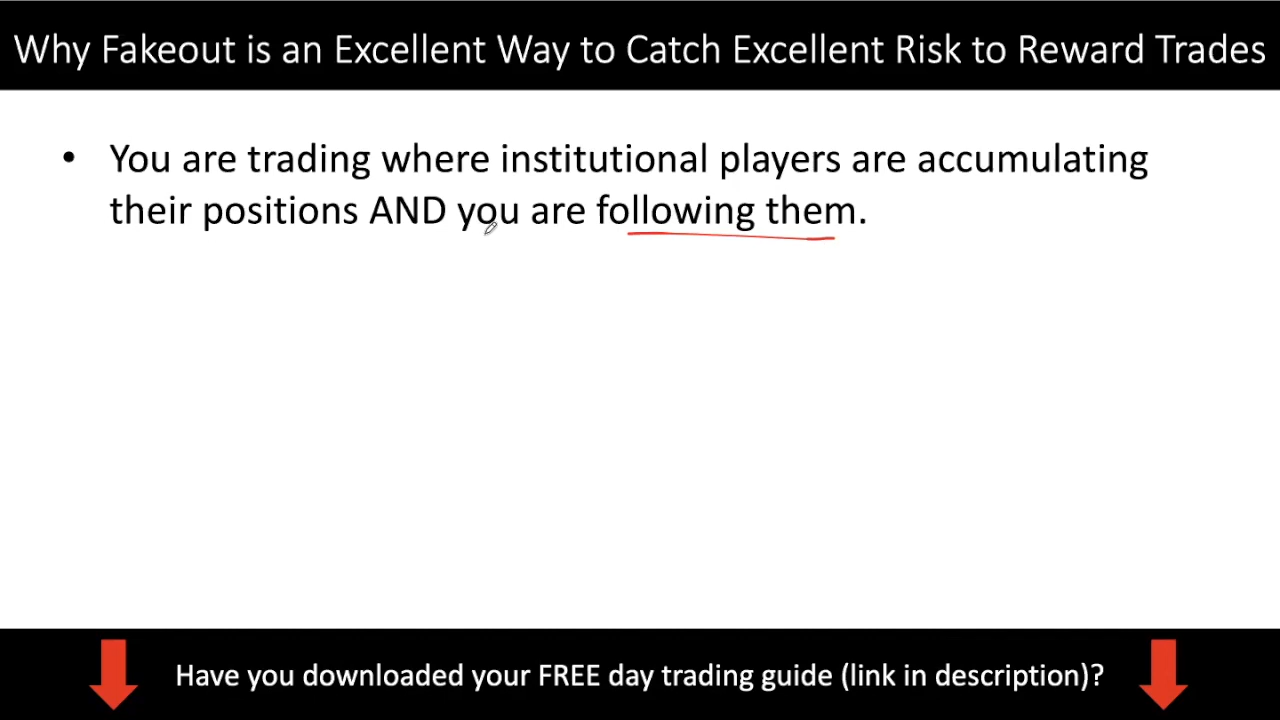 Why Fakeout is an Excellent Way to Catch Excellent Risk to Reward Trades
• You are trading where institutional players are accumulating
their positions AND you are following them.
Have you downloaded your FREE day trading guide (link in description)?